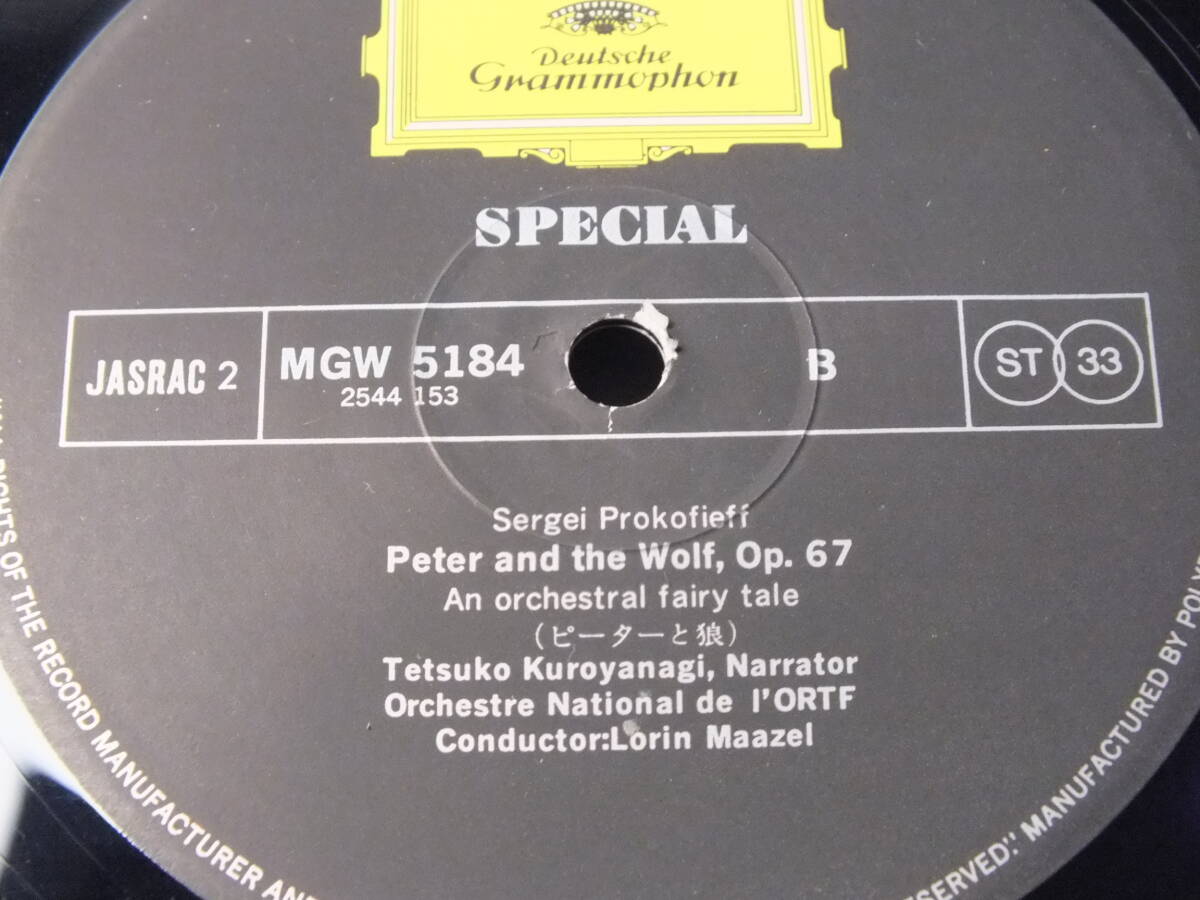 Deutsche
Grammophon
SPECIAL
JASRAC 2
MGW 5184
2544 153
B
ST 33
Sergei Prokofieff
Peter and the Wolf, Op. 67
An orchestral fairy tale
(ピーターと狼)
Tetsuko Kuroyanagi, Narrator
Orchestre National de l'ORTF
Conductor:Lorin Maazel
RIGHTS OF THE RECORD MANUFACTURER AND
RESERVED." MANUFACTURED BY